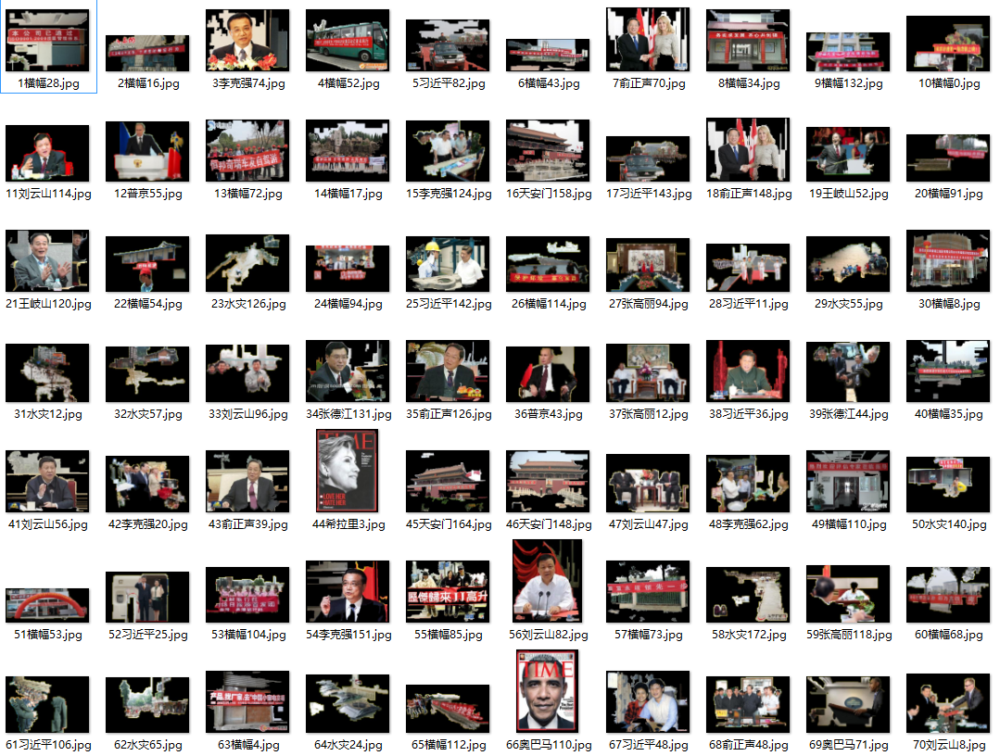 本公司已通过
务实求发展 齐心共牟赚
TIME
LOVE HER
HATE HER
TIME
1横幅28.jpg 2横幅16.jpg 3李克强74.jpg 4横幅52.jpg 5习近平82.jpg 6横幅43.jpg 7俞正声70.jpg 8横幅34.jpg 9横幅132.jpg 10横幅0.jpg
11刘云山114.jpg 12普京55.jpg 13横幅72.jpg 14横幅17.jpg 15李克强124.jpg 16天安门158.jpg 17习近平143.jpg 18俞正声148.jpg 19王岐山52.jpg 20横幅91.jpg
21王岐山120.jpg 22横幅54.jpg 23水灾126.jpg 24横幅94.jpg 25习近平142.jpg 26横幅114.jpg 27张高丽94.jpg 28习近平11.jpg 29水灾55.jpg 30横幅8.jpg
31水灾12.jpg 32水灾57.jpg 33刘云山96.jpg 34张德江131.jpg 35俞正声126.jpg 36普京43.jpg 37张高丽12.jpg 38习近平36.jpg 39张德江44.jpg 40横幅35.jpg
41刘云山56.jpg 42李克强20.jpg 43俞正声39.jpg 44希拉里3.jpg 45天安门164.jpg 46天安门148.jpg 47刘云山47.jpg 48李克强62.jpg 49横幅110.jpg 50水灾140.jpg
51横幅53.jpg 52习近平25.jpg 53横幅104.jpg 54李克强151.jpg 55横幅85.jpg 56刘云山82.jpg 57横幅73.jpg 58水灾172.jpg 59张高丽118.jpg 60横幅68.jpg
61习近平106.jpg 62水灾65.jpg 63横幅4.jpg 64水灾24.jpg 65横幅112.jpg 66奥巴马110.jpg 67习近平48.jpg 68俞正声48.jpg 69奥巴马71.jpg 70刘云山8.jpg